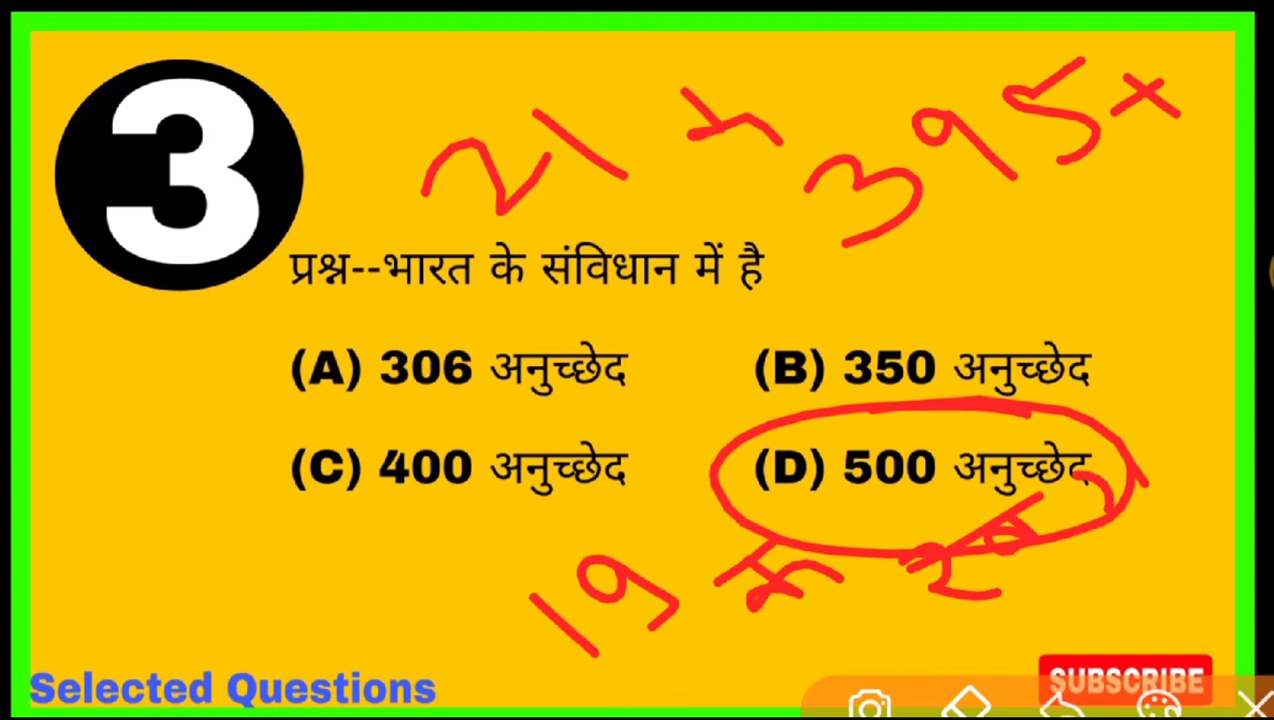 3
21 395 x
प्रश्न--भारत के संविधान में है
(A) 306 अनुच्छेद (B) 350 अनुच्छेद
(C) 400 अनुच्छेद (D) 500 अनुच्छेद
19
Selected Questions
SUBSCRIBE